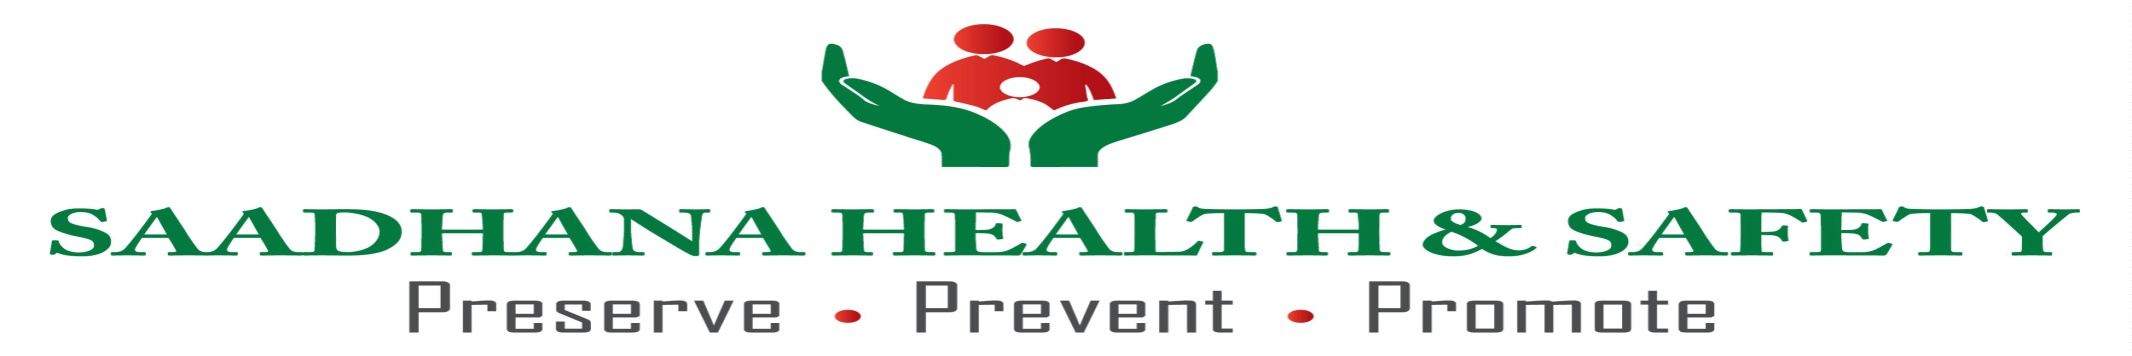 SAADHANA HEALTH & SAFETY
Preserve • Prevent • Promote